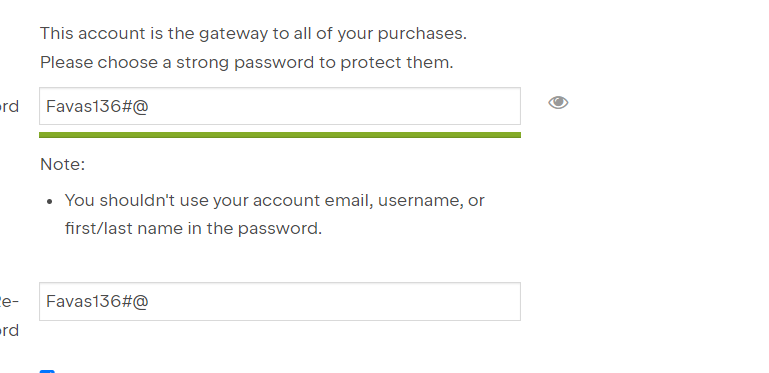 This account is the gateway to all of your purchases.
Please choose a strong password to protect them.
ord
Favas136#@
Note:
• You shouldn't use your account email, username, or
first/last name in the password.
Re-
Favas136#@
ord